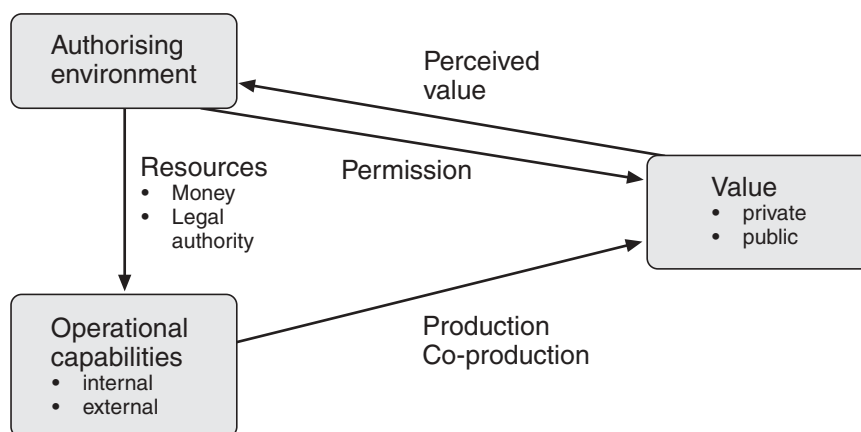 Authorising
environment
Perceived
value
Resources
• Money
• Legal
authority
Permission
Value
• private
• public
Operational
capabilities
• internal
• external
Production
Co-production